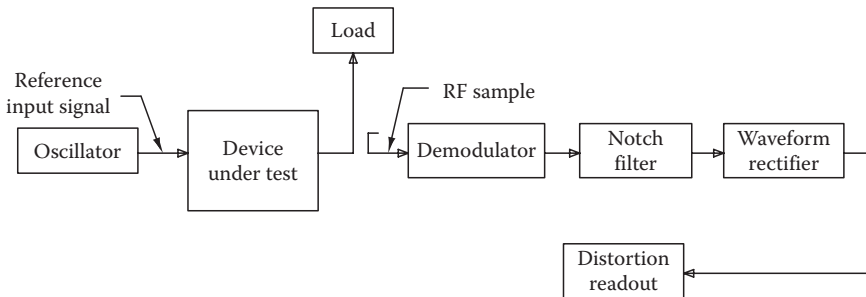 Load
Reference
input signal
RF sample
Oscillator
Device
under test
Demodulator
Notch
filter
Waveform
rectifier
Distortion
readout